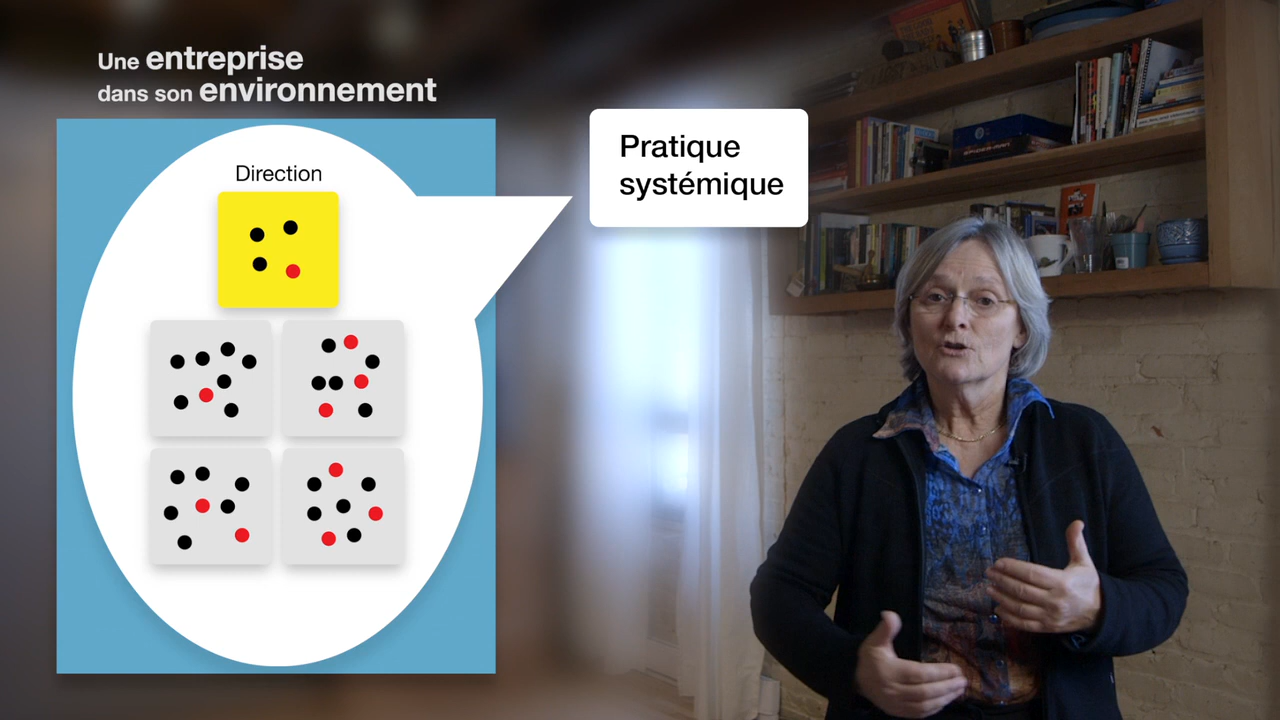 Une entreprise
dans son environnement
Direction
Pratique
systémique